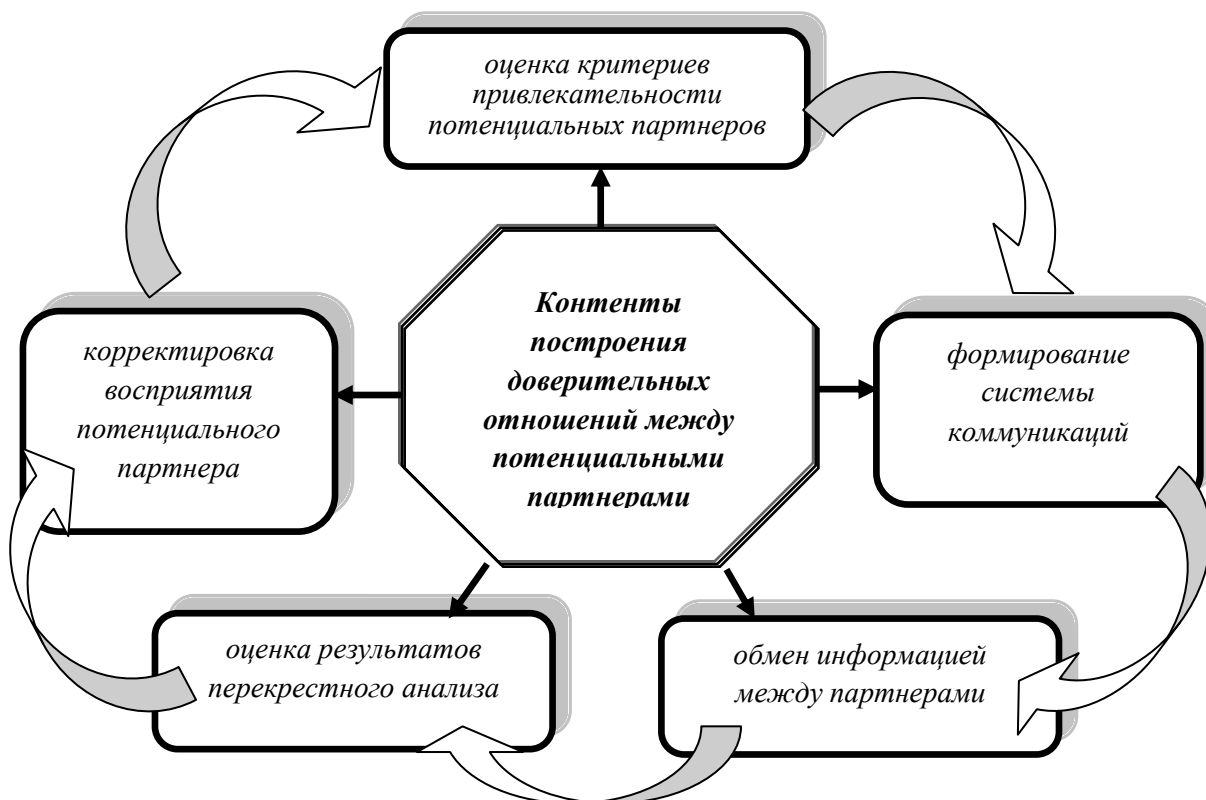 оценка критериев
привлекательности
потенциальных партнеров
Контенты
построения
доверительных
отношений между
потенциальными
партнерами
корректировка
восприятия
потенциального
партнера
формирование
системы
коммуникаций
оценка результатов
перекрестного анализа
обмен информацией
между партнерами